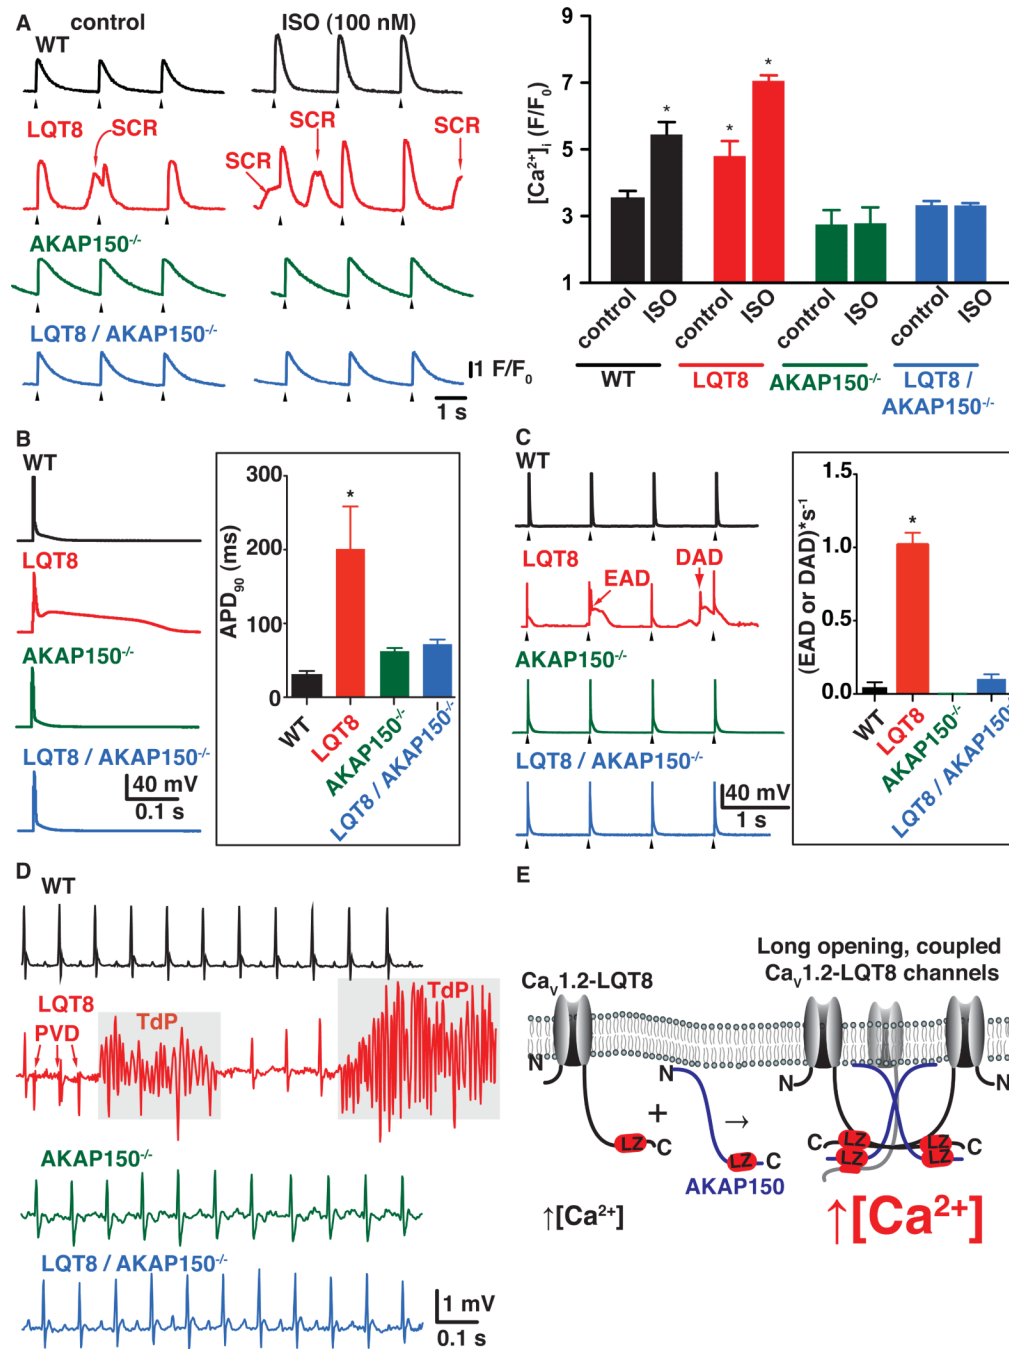 A
control
ISO (100 nM)
WT
LQT8
SCR
SCR
SCR
SCR
AKAP150-/-
LQT8 / AKAP150-/-
1 F/F0
1 s
[Ca2+]i (F/F0)
9
7
5
3
1
*
*
*
control
ISO
control
ISO
control
ISO
control
ISO
WT
LQT8
AKAP150-/-
LQT8 /
AKAP150-/-
B
WT
LQT8
AKAP150-/-
LQT8 / AKAP150-/-
40 mV
0.1 s
APD90 (ms)
300
200
100
0
*
WT
LQT8
AKAP150-/-
LQT8 / AKAP150-/-
C
WT
LQT8
EAD
DAD
AKAP150-/-
LQT8 / AKAP150-/-
40 mV
1 s
(EAD or DAD)*s-1
1.5
1.0
0.5
0.0
*
WT
LQT8
AKAP150-/-
LQT8 / AKAP150-/-
D
WT
LQT8
PVD
TdP
TdP
AKAP150-/-
LQT8 / AKAP150-/-
1 mV
0.1 s
E
Long opening, coupled
CaV1.2-LQT8 channels
CaV1.2-LQT8
N
N
N
N
+
→
LZ
C
LZ
C
AKAP150
C
LZ
LZ
C
LZ
LZ
↑[Ca2+]
↑[Ca2+]